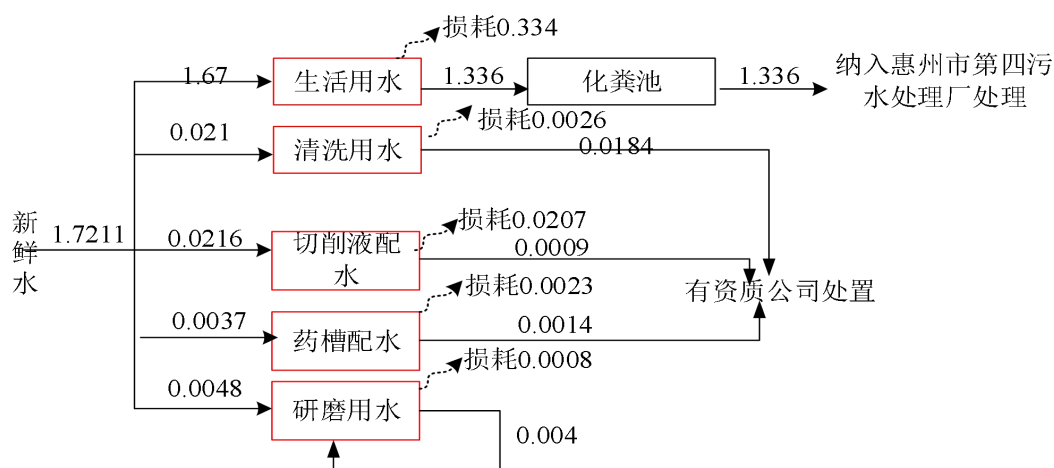 损耗0.334
1.67
生活用水
1.336
化粪池
1.336
纳入惠州市第四污
水处理厂处理
损耗0.0026
0.021
清洗用水
0.0184
新
鲜
水
1.7211
损耗0.0207
0.0216
切削液配
水
0.0009
有资质公司处置
损耗0.0023
0.0037
药槽配水
0.0014
损耗0.0008
0.0048
研磨用水
0.004